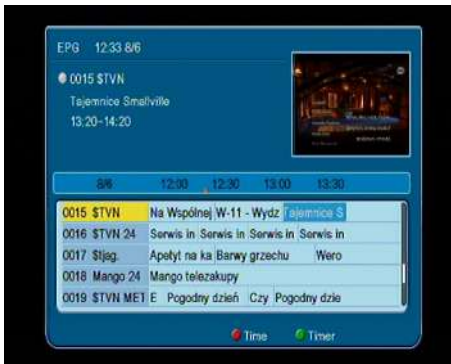 EPG 12:33 8/6
0015 $TVN
Tajemnice Smallville
13:20-14:20
8/6 12:00 12:30 13:00 13:30
0015 $TVN Na Wspólnej W-11 - Wydz Tajemnice S
0016 $TVN 24 Serwis in Serwis in Serwis in Serwis in
0017 $tjag. Apetyt na ka Barwy grzechu Wero
0018 Mango 24 Mango telezakupy
0019 $TVN MET E Pogodny dzień Czy Pogodny dzie
Time Timer